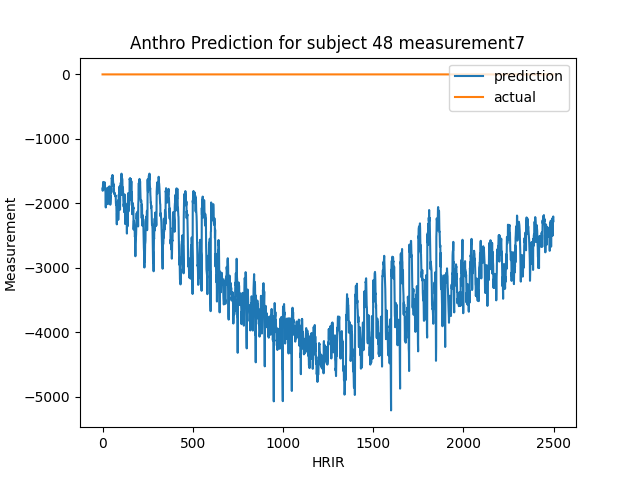 Anthro Prediction for subject 48 measurement7
prediction
actual
0
−1000
−2000
−3000
−4000
−5000
Measurement
0 500 1000 1500 2000 2500
HRIR